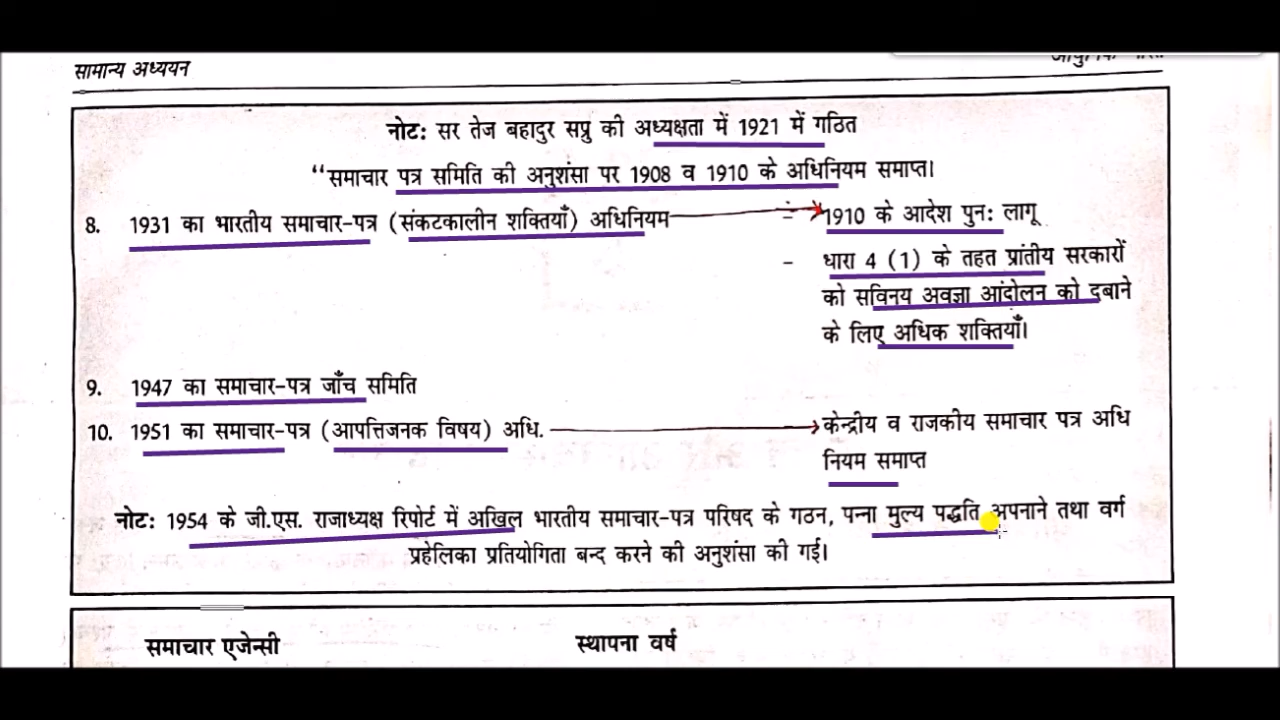 सामान्य अध्ययन
नोट: सर तेज बहादुर सप्रु की अध्यक्षता में 1921 में गठित
“समाचार पत्र समिति की अनुशंसा पर 1908 व 1910 के अधिनियम समाप्त।
8. 1931 का भारतीय समाचार-पत्र (संकटकालीन शक्तियाँ) अधिनियम - 1910 के आदेश पुन: लागू
- धारा 4 (1) के तहत प्रांतीय सरकारों
को सविनय अवज्ञा आंदोलन को दबाने
के लिए अधिक शक्तियाँ।
9. 1947 का समाचार-पत्र जाँच समिति
10. 1951 का समाचार-पत्र (आपत्तिजनक विषय) अधि. केन्द्रीय व राजकीय समाचार पत्र अधि
नियम समाप्त
नोट: 1954 के जी.एस. राजाध्यक्ष रिपोर्ट में अखिल भारतीय समाचार-पत्र परिषद के गठन, पन्ना मुल्य पद्धति अपनाने तथा वर्ग
प्रहेलिका प्रतियोगिता बन्द करने की अनुशंसा की गई।
समाचार एजेन्सी स्थापना वर्ष